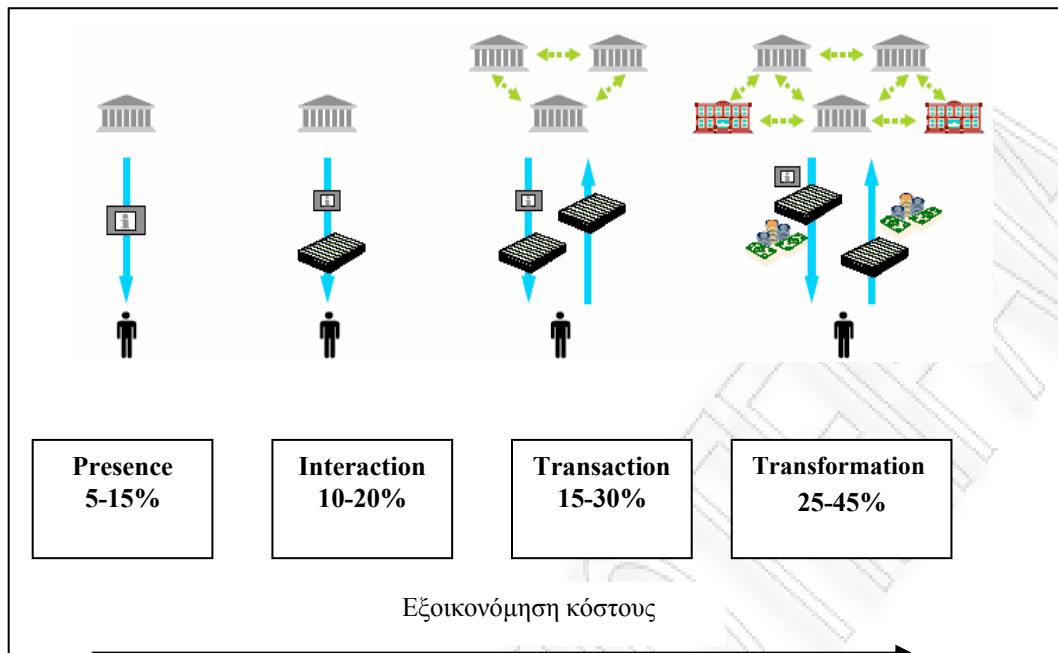 Presence
5-15%
Interaction
10-20%
Transaction
15-30%
Transformation
25-45%
Εξοικονόμηση κόστους